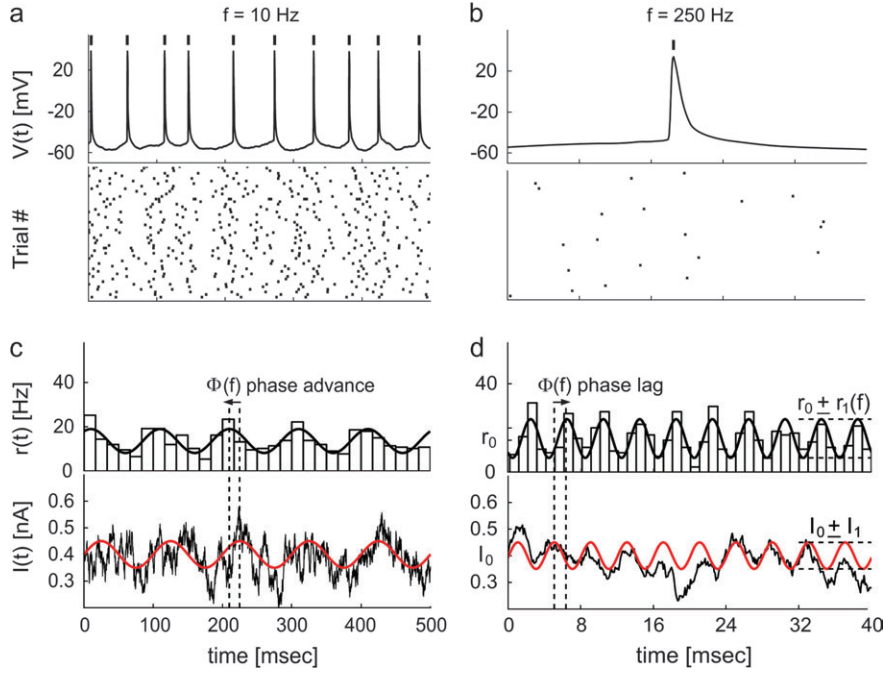 a
f = 10 Hz
b
f = 250 Hz
V(t) [mV]
20
-20
-60
20
-20
-60
Trial #
c
d
r(t) [Hz]
40
20
0
Φ(f) phase advance
40
r₀
0
Φ(f) phase lag
r₀ ± r₁(f)
I(t) [nA]
0.6
0.5
0.4
0.3
0.6
0.5
I₀
0.3
I₀ ± I₁
0 100 200 300 400 500
time [msec]
0 8 16 24 32 40
time [msec]